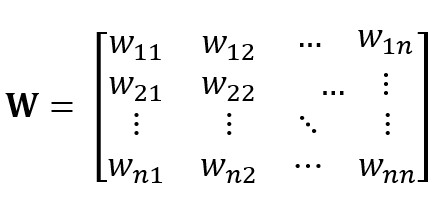 w₁₁ w₁₂ ... w₁ₙ
w₂₁ w₂₂ ... ⋮
W = ⋮ ⋮ ⋱ ⋮
wₙ₁ wₙ₂ ⋯ wₙₙ